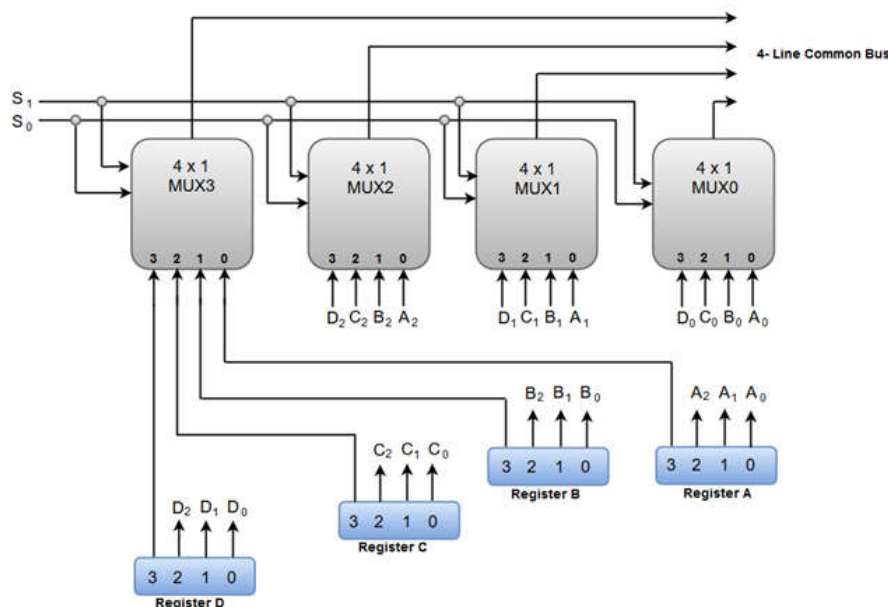 4- Line Common Bus
S1
S0
4 x 1
MUX3
4 x 1
MUX2
4 x 1
MUX1
4 x 1
MUX0
3 2 1 0
3 2 1 0
3 2 1 0
3 2 1 0
D2 C2 B2 A2
D1 C1 B1 A1
D0 C0 B0 A0
B2 B1 B0
A2 A1 A0
3 2 1 0
Register B
3 2 1 0
Register A
C2 C1 C0
3 2 1 0
Register C
D2 D1 D0
3 2 1 0
Register D